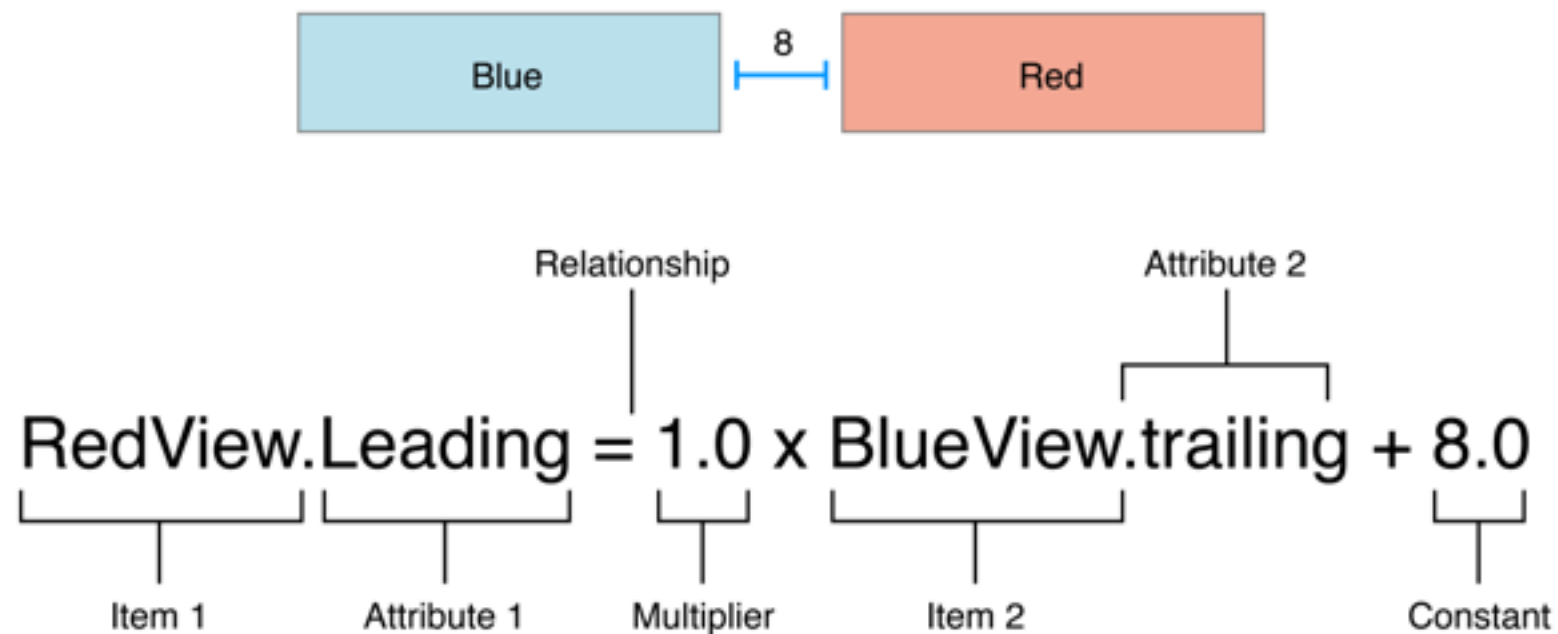 8
Blue Red
Relationship Attribute 2
RedView.Leading = 1.0 x BlueView.trailing + 8.0
Item 1 Attribute 1 Multiplier Item 2 Constant